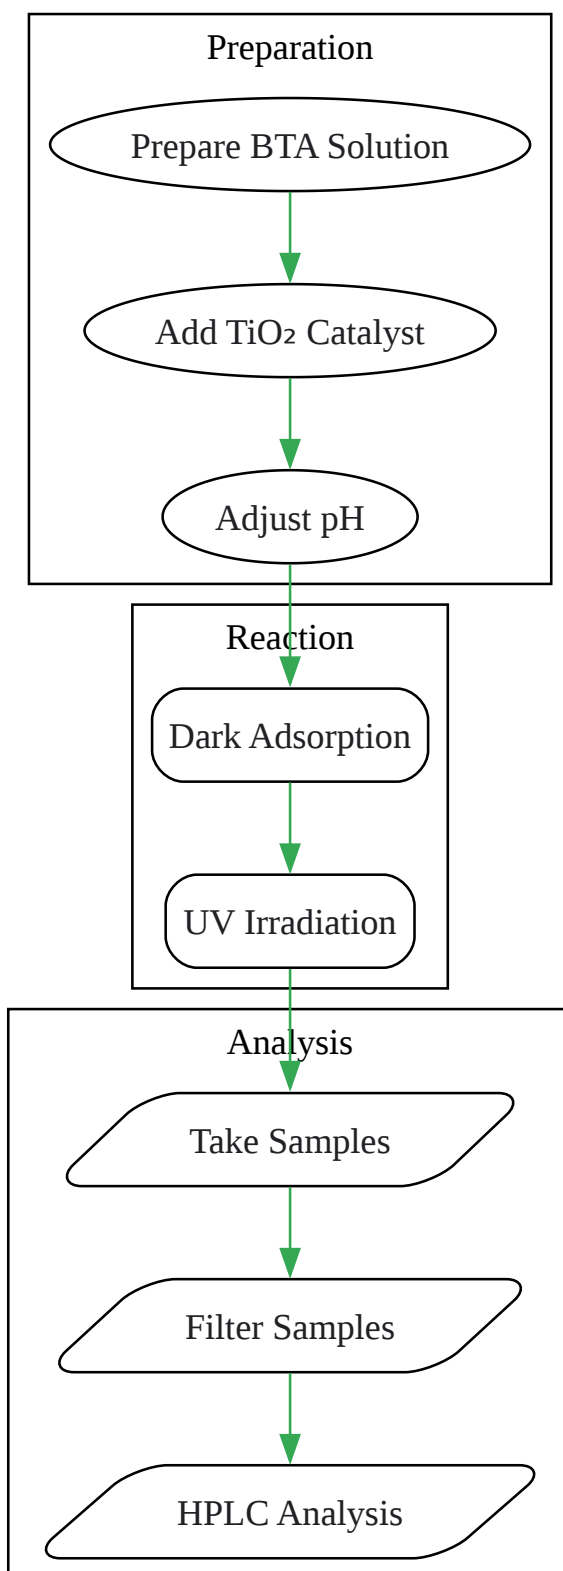 Preparation
Prepare BTA Solution
Add TiO₂ Catalyst
Adjust pH
Reaction
Dark Adsorption
UV Irradiation
Analysis
Take Samples
Filter Samples
HPLC Analysis